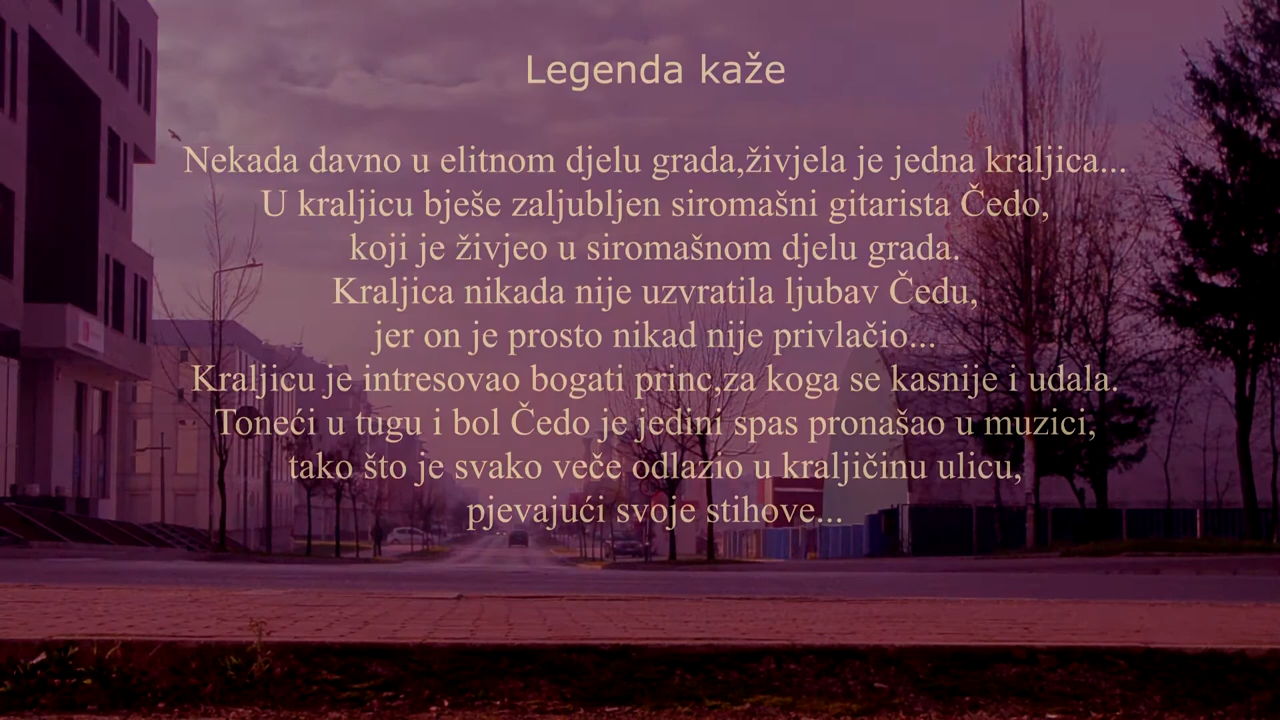 Legenda kaže
Nekada davno u elitnom djelu grada,živjela je jedna kraljica...
U kraljicu bješe zaljubljen siromašni gitarista Čedo,
koji je živjeo u siromašnom djelu grada.
Kraljica nikada nije uzvratila ljubav Čedu,
jer on je prosto nikad nije privlačio...
Kraljicu je intresovao bogati princ,za koga se kasnije i udala.
Toneći u tugu i bol Čedo je jedini spas pronašao u muzici,
tako što je svako veče odlazio u kraljičinu ulicu,
pjevajući svoje stihove...